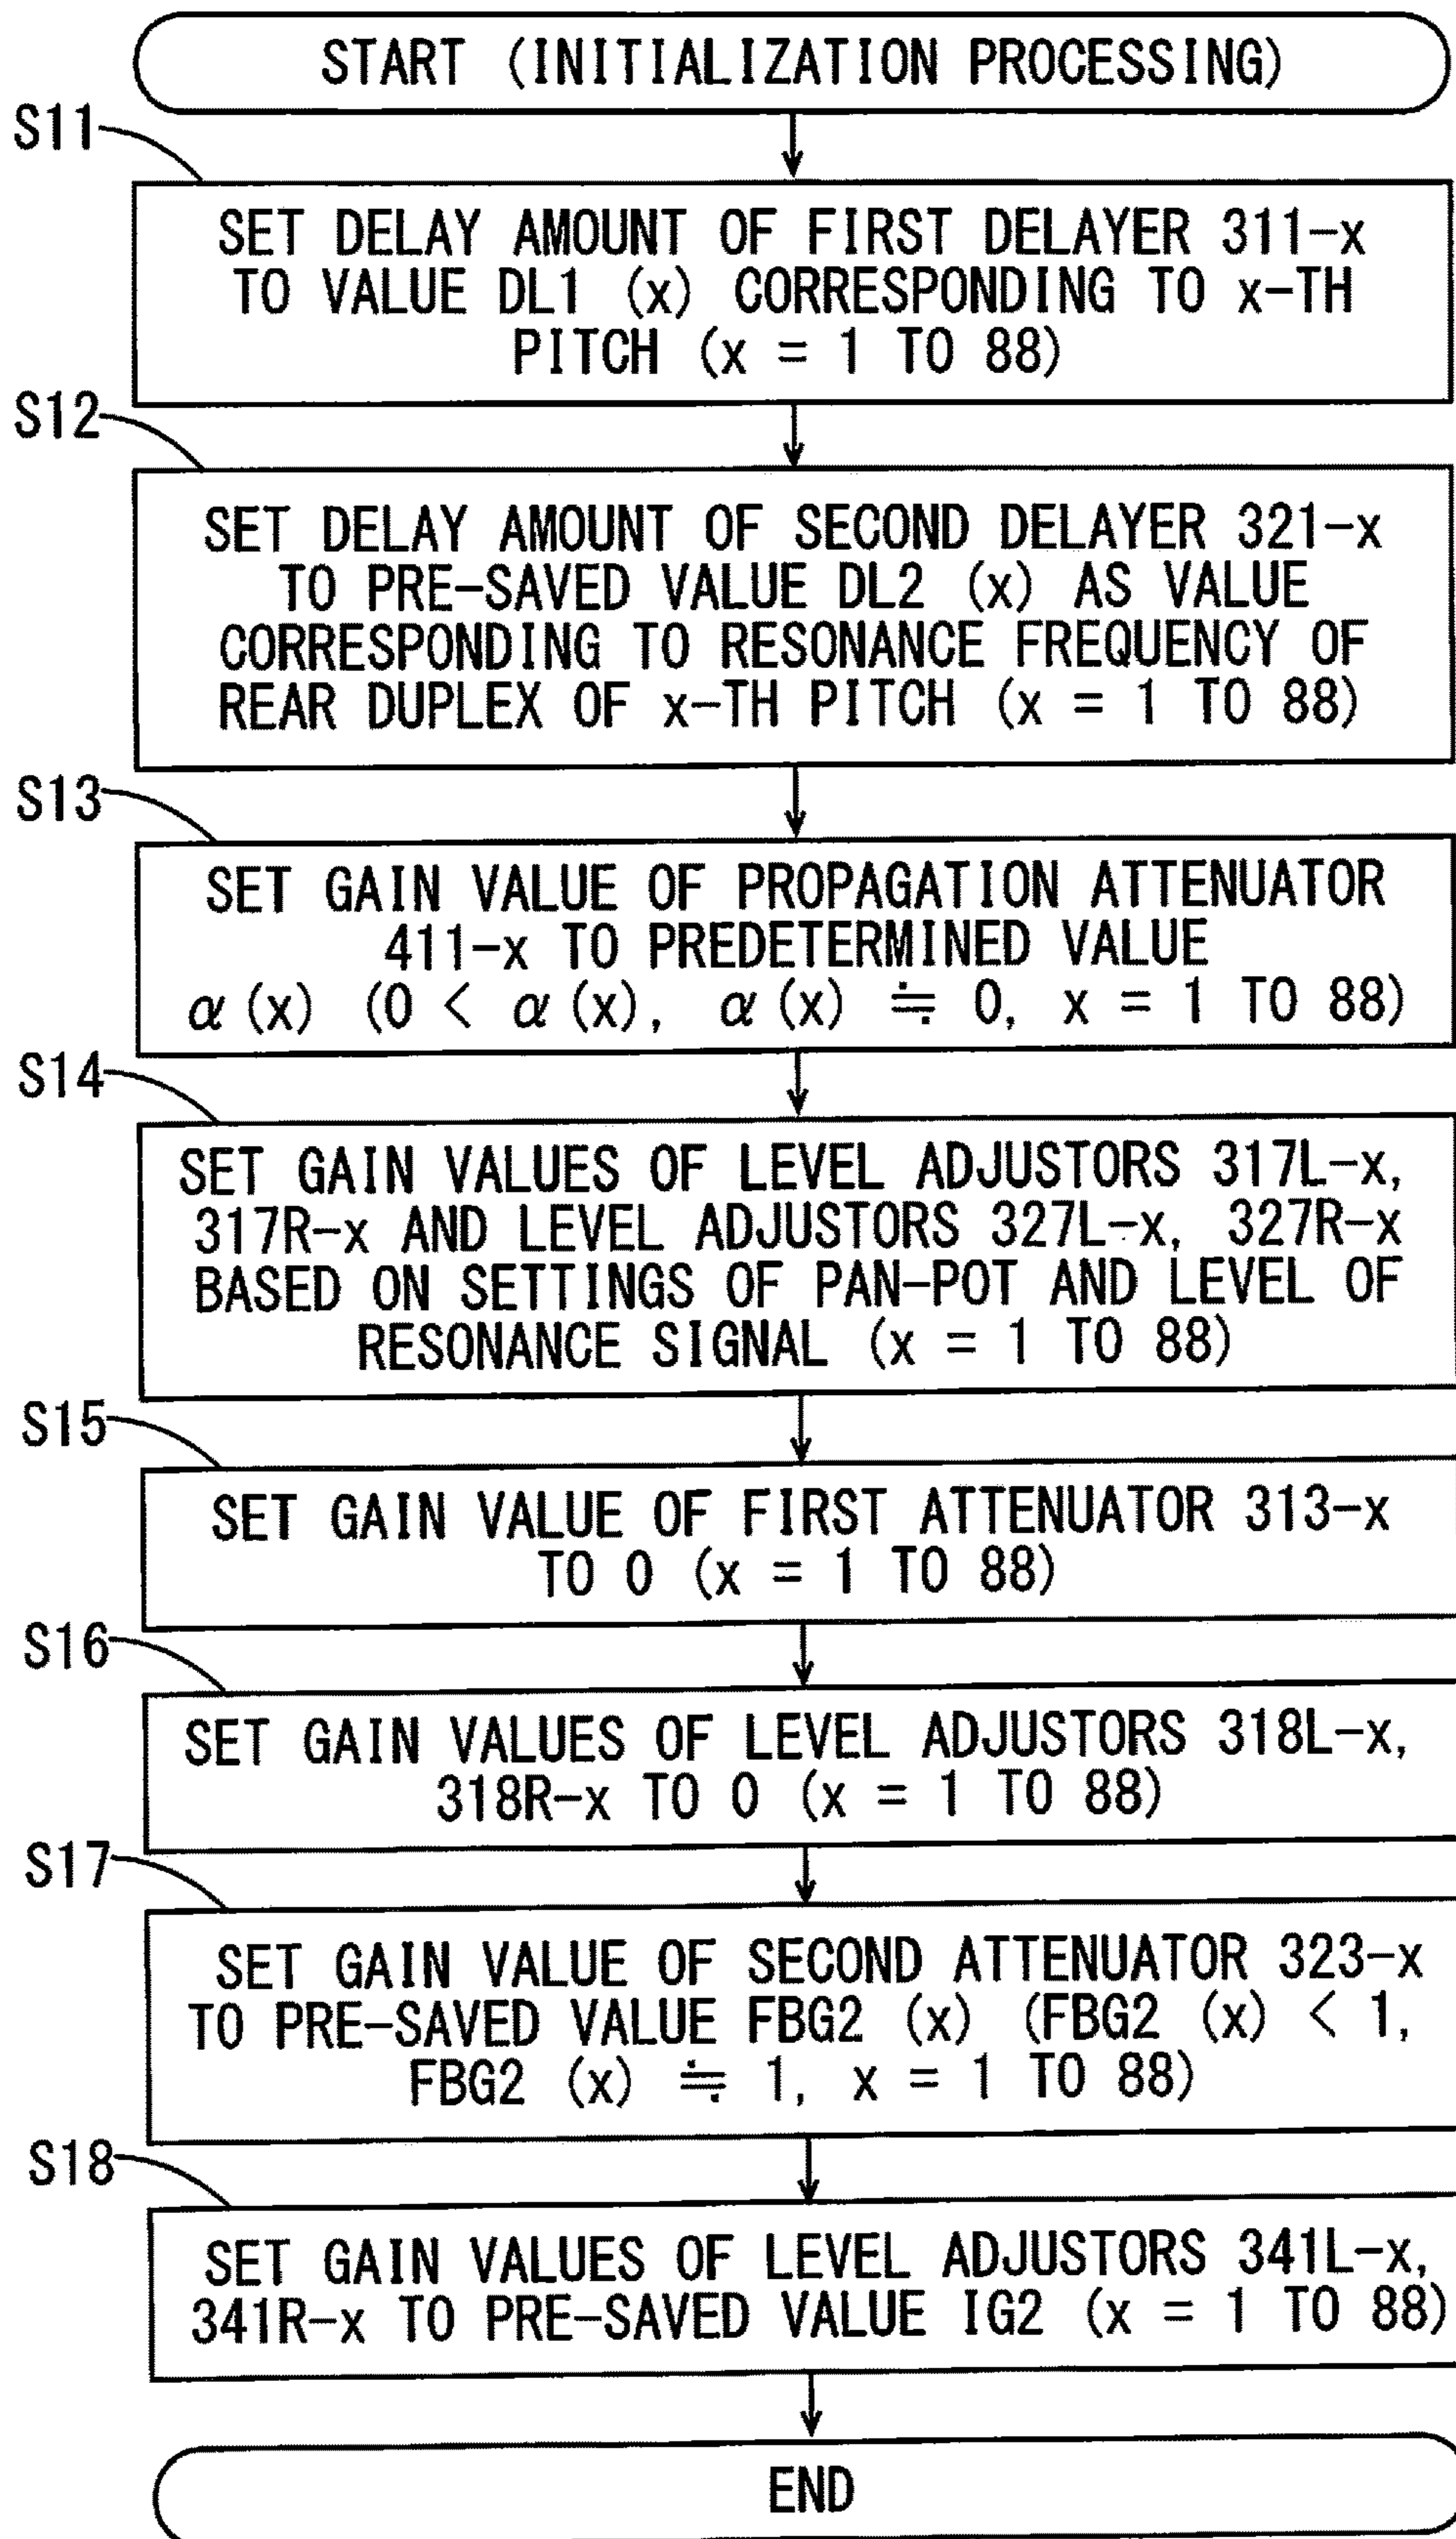 START (INITIALIZATION PROCESSING)
S11
SET DELAY AMOUNT OF FIRST DELAYER 311-x
TO VALUE DL1 (x) CORRESPONDING TO x-TH
PITCH (x = 1 TO 88)
S12
SET DELAY AMOUNT OF SECOND DELAYER 321-x
TO PRE-SAVED VALUE DL2 (x) AS VALUE
CORRESPONDING TO RESONANCE FREQUENCY OF
REAR DUPLEX OF x-TH PITCH (x = 1 TO 88)
S13
SET GAIN VALUE OF PROPAGATION ATTENUATOR
411-x TO PREDETERMINED VALUE
α (x) (0 < α (x), α (x) ≒ 0, x = 1 TO 88)
S14
SET GAIN VALUES OF LEVEL ADJUSTORS 317L-x,
317R-x AND LEVEL ADJUSTORS 327L-x, 327R-x
BASED ON SETTINGS OF PAN-POT AND LEVEL OF
RESONANCE SIGNAL (x = 1 TO 88)
S15
SET GAIN VALUE OF FIRST ATTENUATOR 313-x
TO 0 (x = 1 TO 88)
S16
SET GAIN VALUES OF LEVEL ADJUSTORS 318L-x,
318R-x TO 0 (x = 1 TO 88)
S17
SET GAIN VALUE OF SECOND ATTENUATOR 323-x
TO PRE-SAVED VALUE FBG2 (x) (FBG2 (x) < 1,
FBG2 (x) ≒ 1, x = 1 TO 88)
S18
SET GAIN VALUES OF LEVEL ADJUSTORS 341L-x,
341R-x TO PRE-SAVED VALUE IG2 (x = 1 TO 88)
END